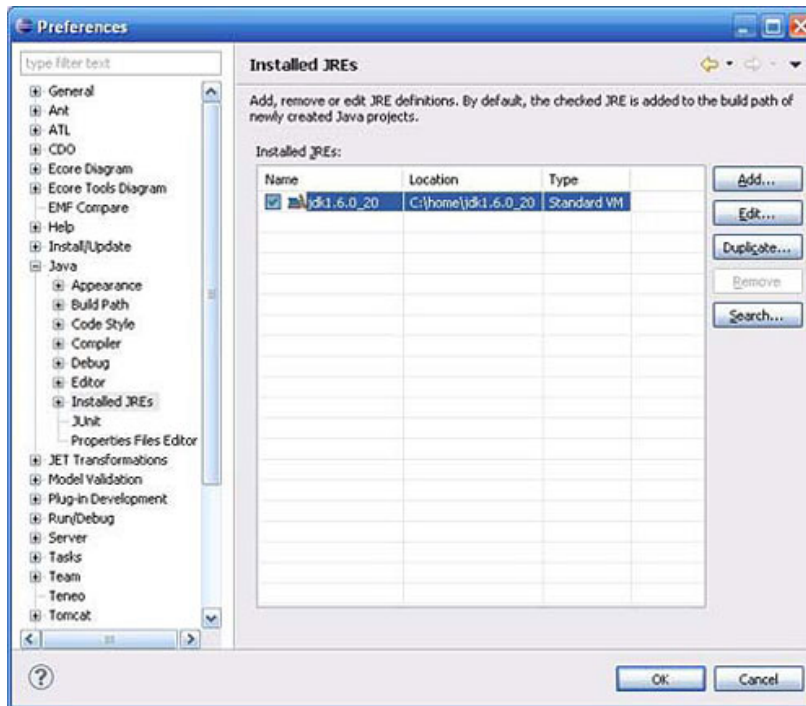 Preferences
type filter text
General
Ant
ATL
CDO
Ecore Diagram
Ecore Tools Diagram
EMF Compare
Help
Install/Update
Java
Appearance
Build Path
Code Style
Compiler
Debug
Editor
Installed JREs
JUnit
Properties Files Editor
JET Transformations
Model Validation
Plug-in Development
Run/Debug
Server
Tasks
Team
Teneo
Tomcat
Installed JREs
Add, remove or edit JRE definitions. By default, the checked JRE is added to the build path of
newly created Java projects.
Installed JREs:
Name Location Type
jdk1.6.0_20 C:\home\jdk1.6.0_20 Standard VM
Add...
Edit...
Duplicate...
Remove
Search...
OK Cancel